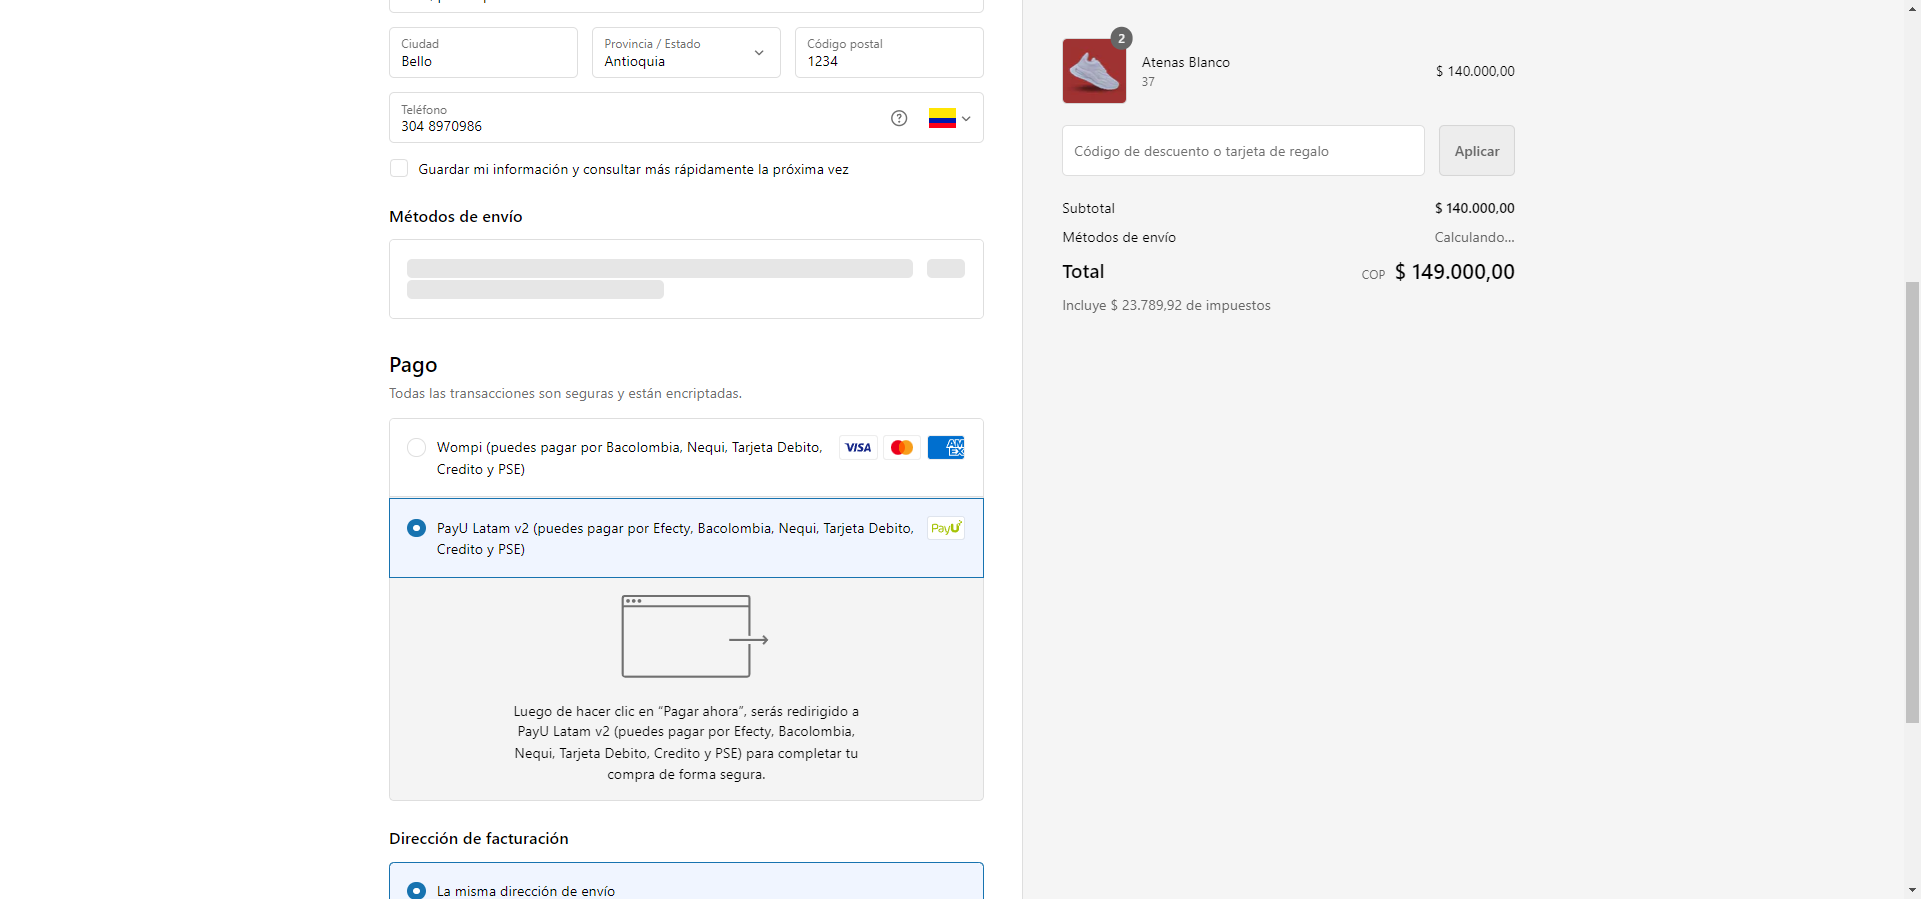 Ciudad
Bello
Provincia / Estado
Antioquia
Código postal
1234
Teléfono
304 8970986
Guardar mi información y consultar más rápidamente la próxima vez
Métodos de envío
Pago
Todas las transacciones son seguras y están encriptadas.
Wompi (puedes pagar por Bacolombia, Nequi, Tarjeta Debito,
Credito y PSE)
VISA
AM
EX
PayU Latam v2 (puedes pagar por Efecty, Bacolombia, Nequi, Tarjeta Debito,
Credito y PSE)
PayU
Luego de hacer clic en “Pagar ahora”, serás redirigido a
PayU Latam v2 (puedes pagar por Efecty, Bacolombia,
Nequi, Tarjeta Debito, Credito y PSE) para completar tu
compra de forma segura.
Dirección de facturación
La misma dirección de envío
2
Atenas Blanco
37
$ 140.000,00
Código de descuento o tarjeta de regalo
Aplicar
Subtotal
$ 140.000,00
Métodos de envío
Calculando...
Total
COP $ 149.000,00
Incluye $ 23.789,92 de impuestos